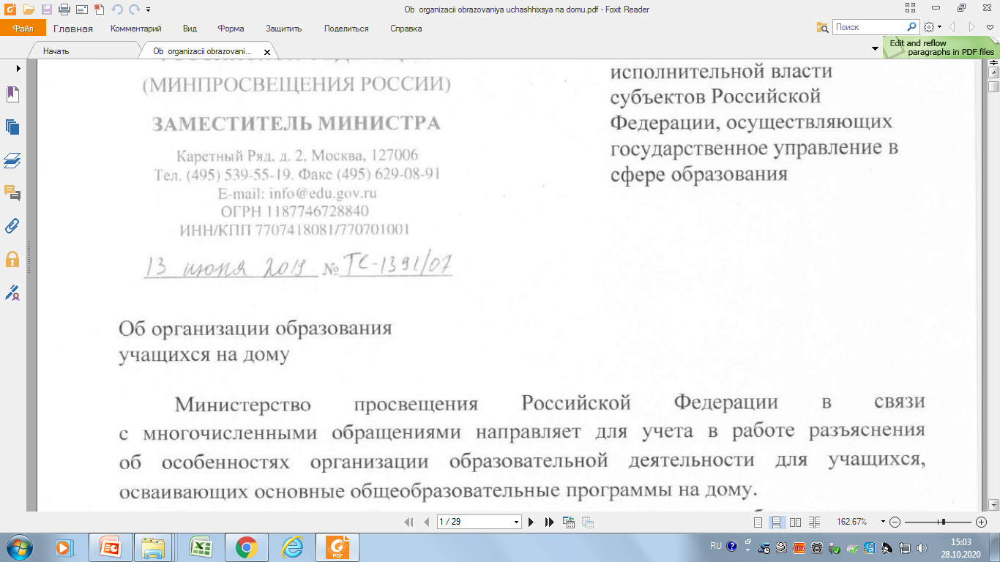 Ob organizacii obrazovaniya uchashhixsya na domu.pdf - Foxit Reader
Файл Главная Комментарий Вид Форма Защитить Поделиться Справка
Поиск
Начать
Ob organizacii obrazovani...
Edit and reflow
paragraphs in PDF files
(МИНПРОСВЕЩЕНИЯ РОССИИ)
ЗАМЕСТИТЕЛЬ МИНИСТРА
Каретный Ряд, д. 2, Москва, 127006
Тел. (495) 539-55-19. Факс (495) 629-08-91
E-mail: info@edu.gov.ru
ОГРН 1187746728840
ИНН/КПП 7707418081/770701001
13 июня 2019 № ТС-1391/07
исполнительной власти
субъектов Российской
Федерации, осуществляющих
государственное управление в
сфере образования
Об организации образования
учащихся на дому
Министерство просвещения Российской Федерации в связи
с многочисленными обращениями направляет для учета в работе разъяснения
об особенностях организации образовательной деятельности для учащихся,
осваивающих основные общеобразовательные программы на дому.
1 / 29
162.67%
PDF
RU
15:03
28.10.2020